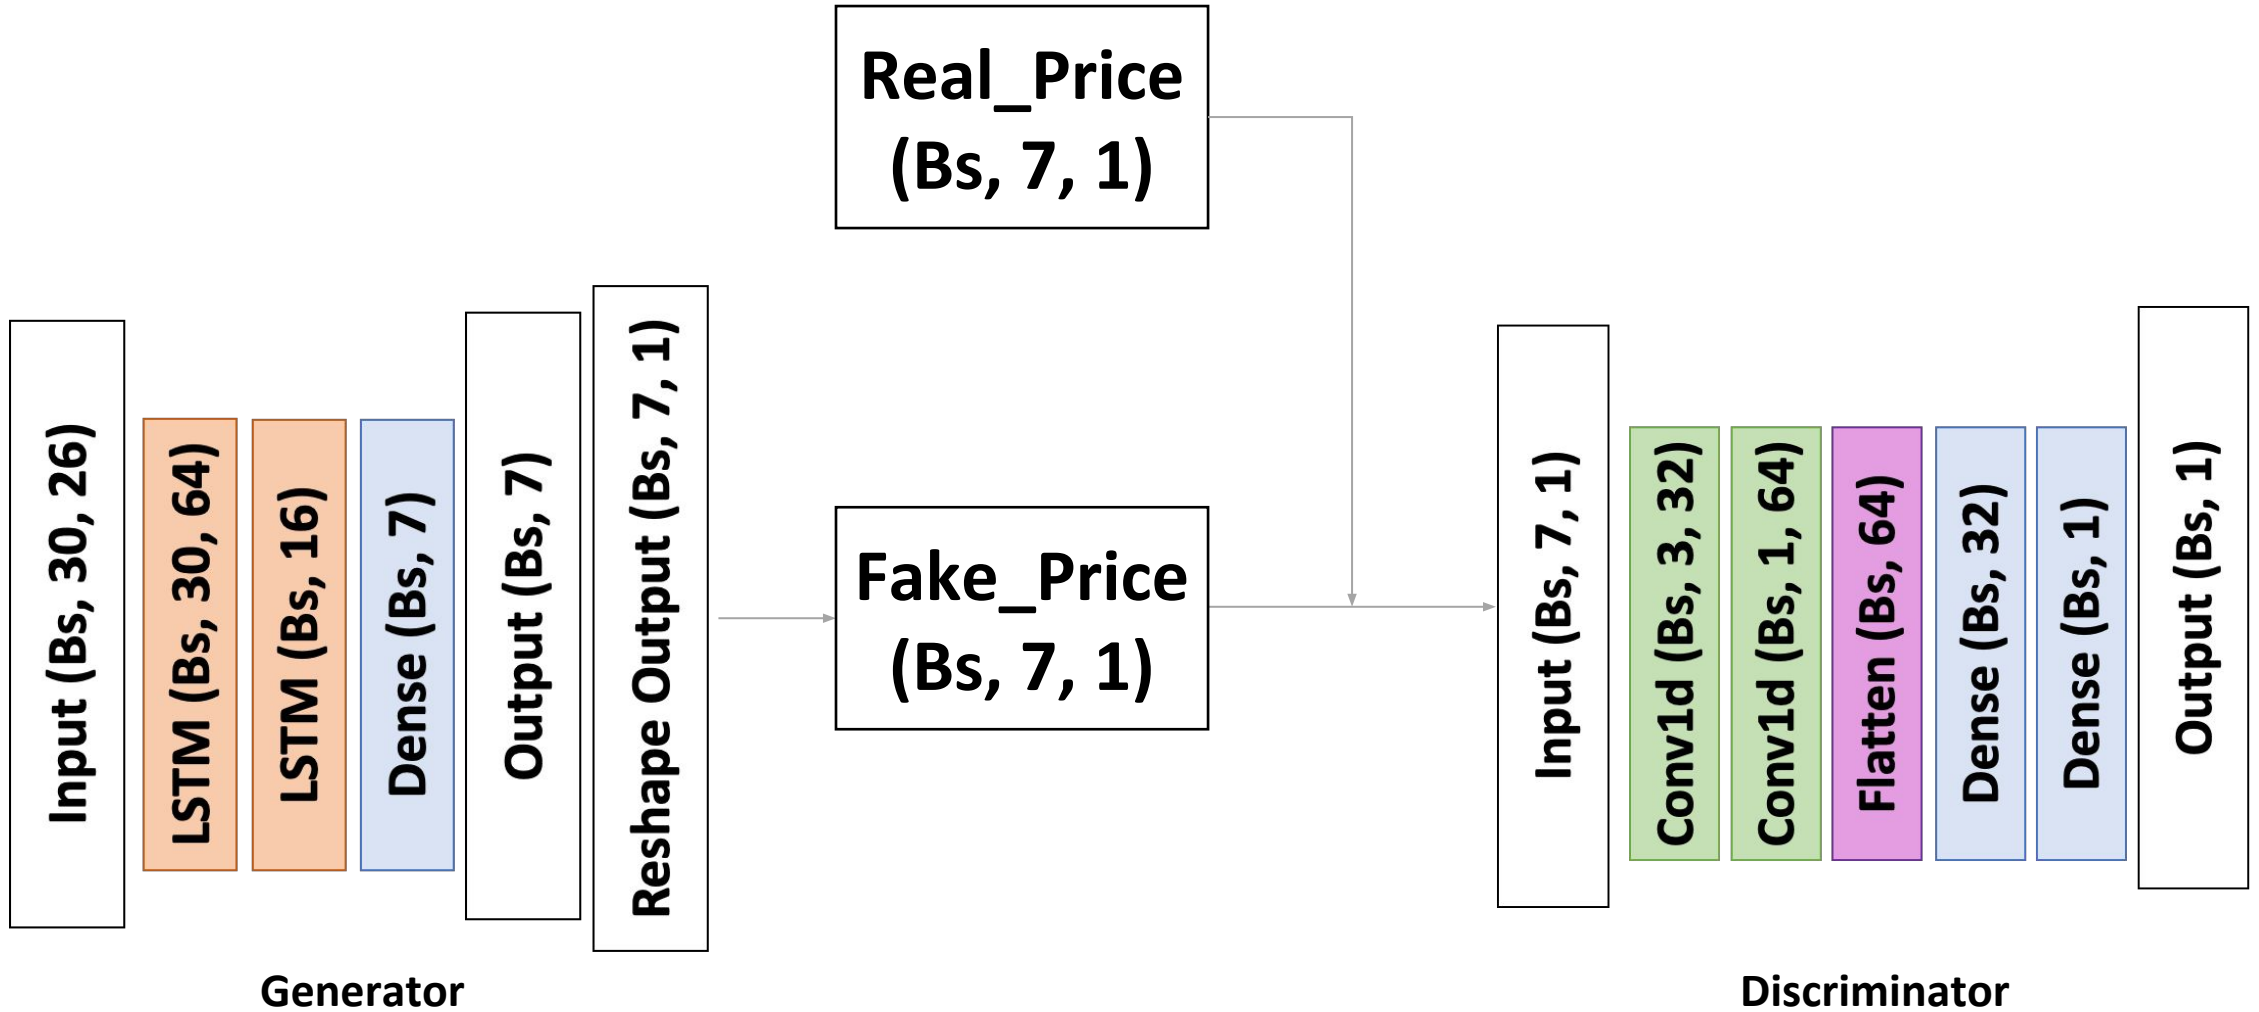 Real_Price
(Bs, 7, 1)
Input (Bs, 30, 26)
LSTM (Bs, 30, 64)
LSTM (Bs, 16)
Dense (Bs, 7)
Output (Bs, 7)
Reshape Output (Bs, 7, 1)
Fake_Price
(Bs, 7, 1)
Input (Bs, 7, 1)
Conv1d (Bs, 3, 32)
Conv1d (Bs, 1, 64)
Flatten (Bs, 64)
Dense (Bs, 32)
Dense (Bs, 1)
Output (Bs, 1)
Generator
Discriminator